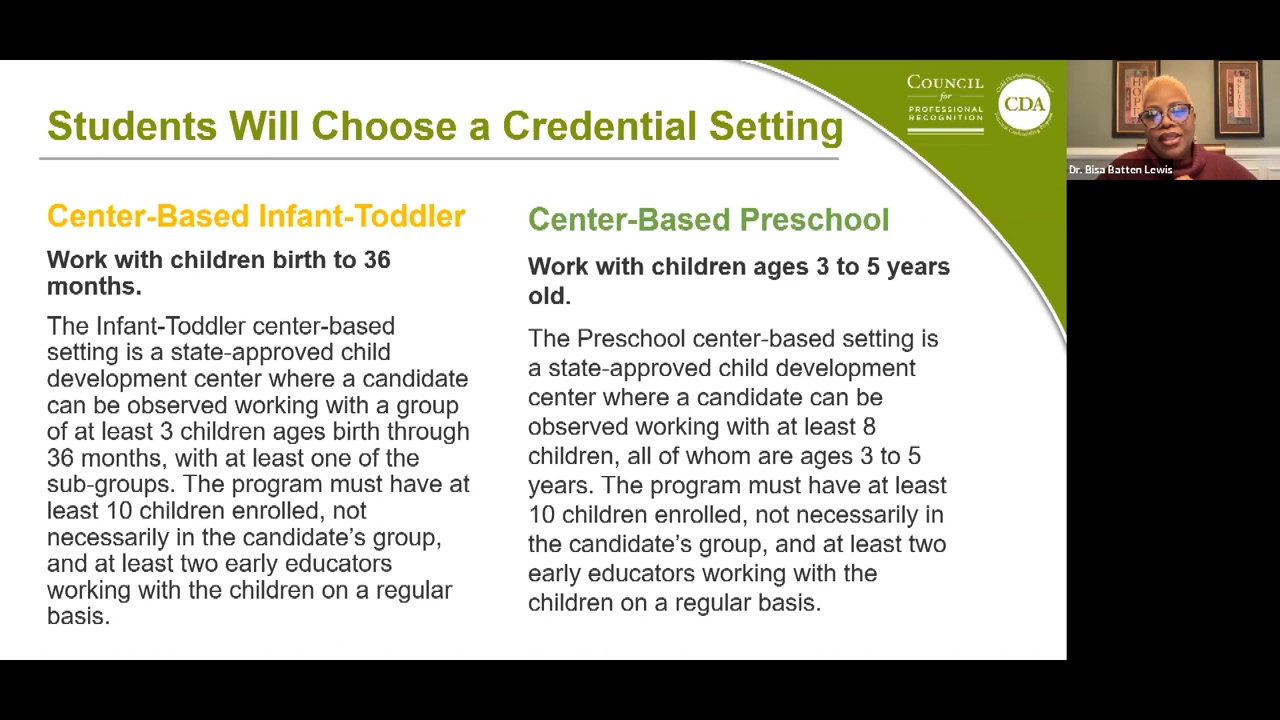 Students Will Choose a Credential Setting
COUNCIL
for
PROFESSIONAL
RECOGNITION
CDA
Dr. Bisa Batten Lewis
Center-Based Infant-Toddler
Work with children birth to 36
months.
The Infant-Toddler center-based
setting is a state-approved child
development center where a candidate
can be observed working with a group
of at least 3 children ages birth through
36 months, with at least one of the
sub-groups. The program must have at
least 10 children enrolled, not
necessarily in the candidate’s group,
and at least two early educators
working with the children on a regular
basis.
Center-Based Preschool
Work with children ages 3 to 5 years
old.
The Preschool center-based setting is
a state-approved child development
center where a candidate can be
observed working with at least 8
children, all of whom are ages 3 to 5
years. The program must have at least
10 children enrolled, not necessarily in
the candidate’s group, and at least two
early educators working with the
children on a regular basis.